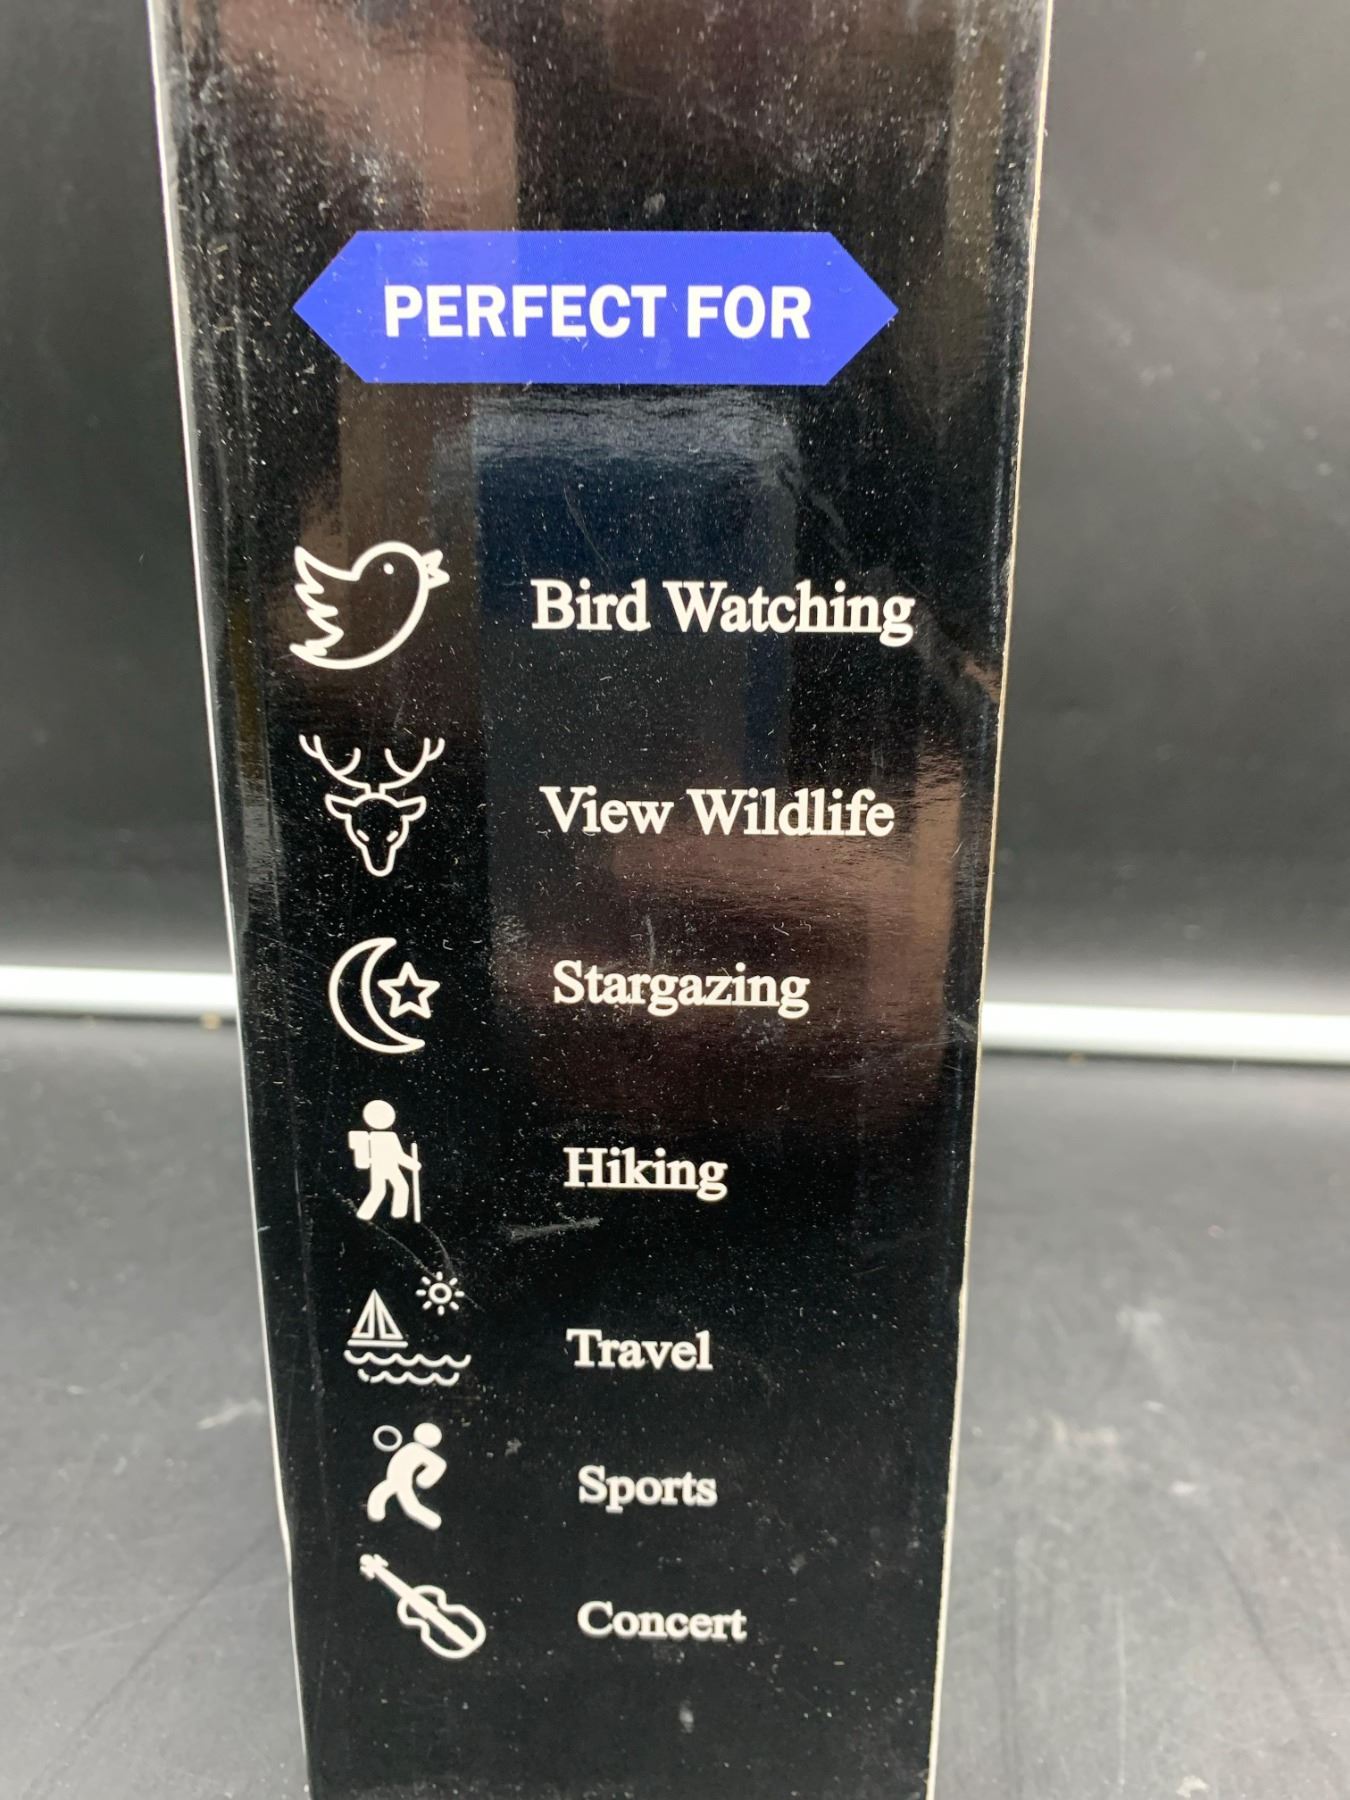 PERFECT FOR
Bird Watching
View Wildlife
Stargazing
Hiking
Travel
Sports
Concert